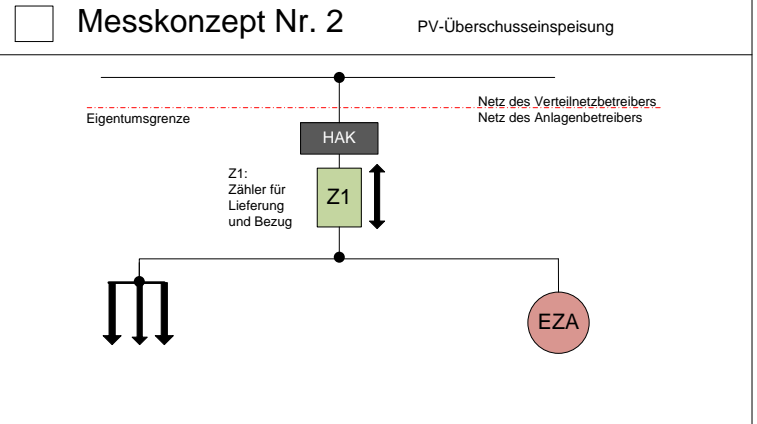 Messkonzept Nr. 2
PV-Überschusseinspeisung
Netz des Verteilnetzbetreibers
Eigentumsgrenze
Netz des Anlagenbetreibers
HAK
Z1:
Zähler für
Lieferung
und Bezug
Z1
EZA